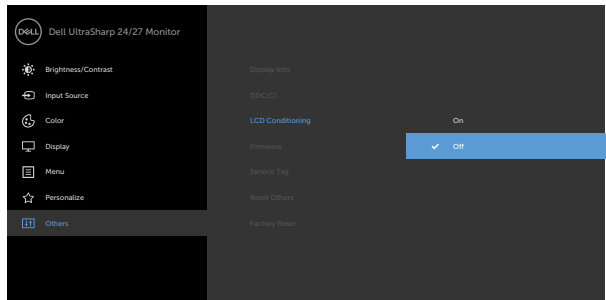 DELL Dell UltraSharp 24/27 Monitor
Brightness/Contrast
Display Info
Input Source
DDC/CI
Color
LCD Conditioning
On
Display
Firmware
Off
Menu
Service Tag
Personalize
Reset Others
Others
Factory Reset